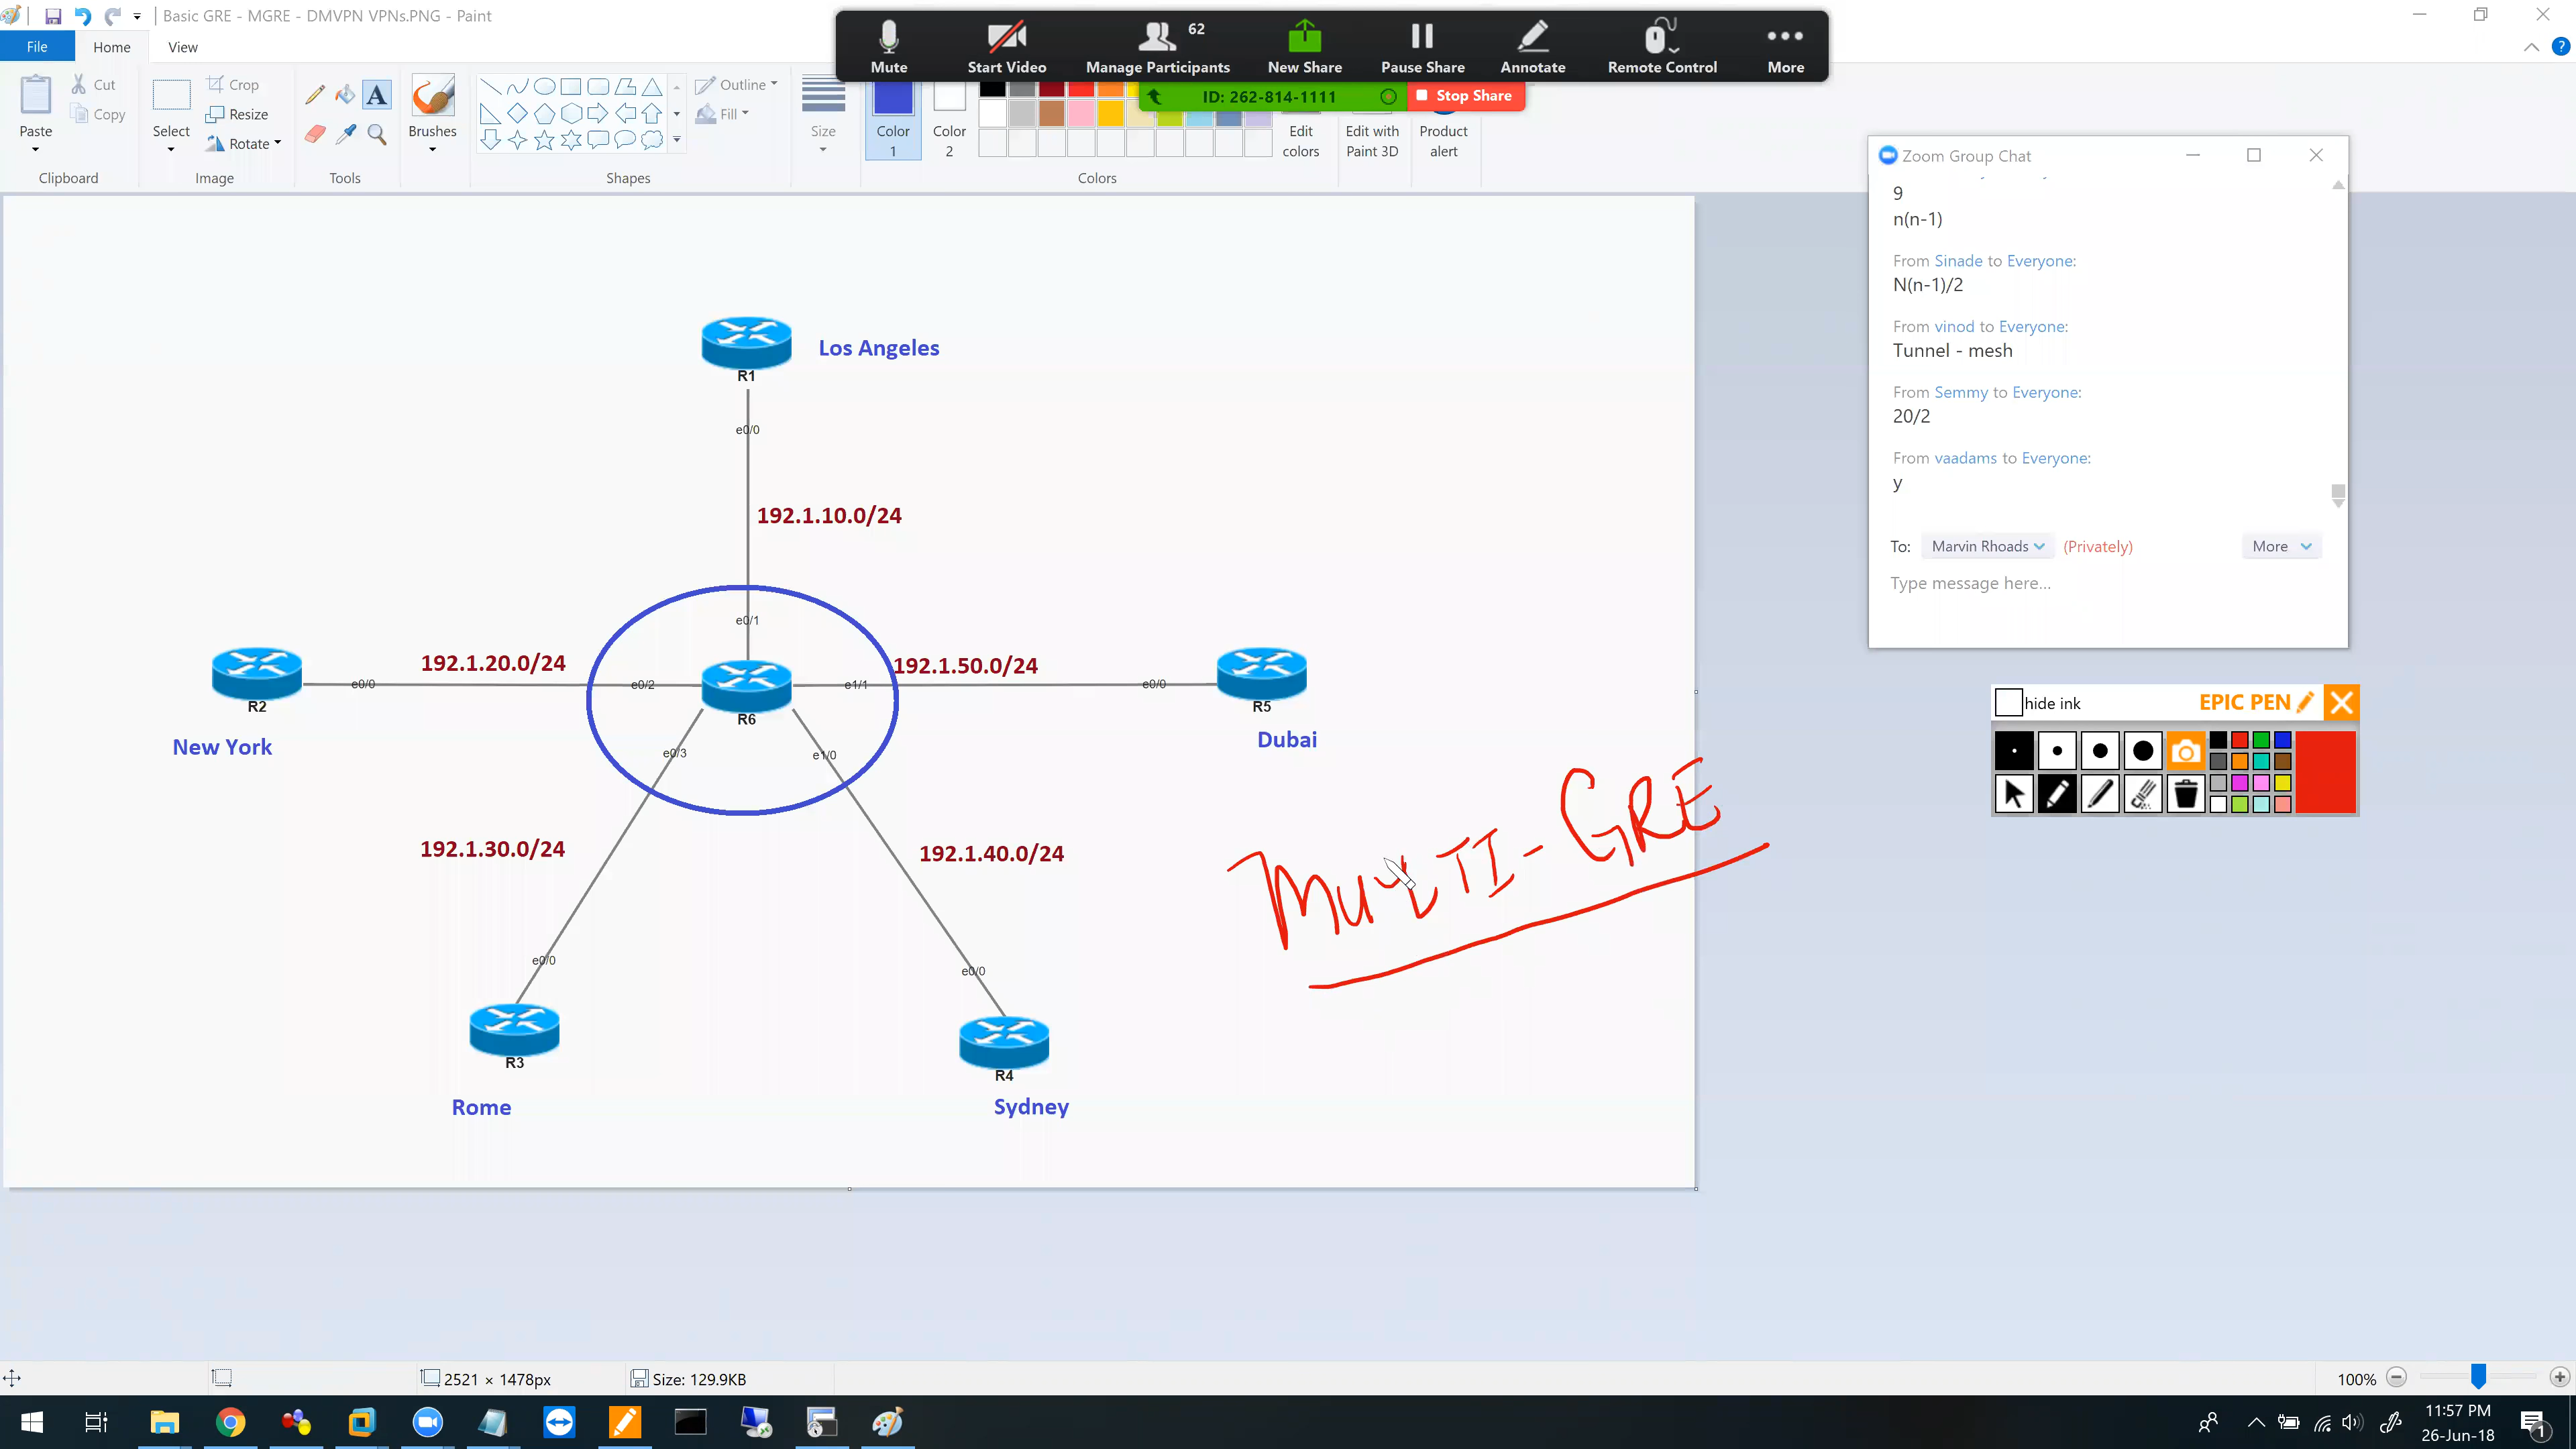 Basic GRE - MGRE - DMVPN VPNs.PNG - Paint
File
Home
View
Paste
Cut
Copy
Clipboard
Select
Crop
Resize
Rotate
Image
Tools
Brushes
Shapes
Outline
Fill
Size
Color
1
Color
2
Colors
Edit
colors
Edit with
Paint 3D
Product
alert
Mute
Start Video
62
Manage Participants
New Share
Pause Share
Annotate
Remote Control
More
ID: 262-814-1111
Stop Share
Zoom Group Chat
9
n(n-1)
From Sinade to Everyone:
N(n-1)/2
From vinod to Everyone:
Tunnel - mesh
From Semmy to Everyone:
20/2
From vaadams to Everyone:
y
To: Marvin Rhoads (Privately)
More
Type message here...
hide ink
EPIC PEN
R1
Los Angeles
e0/0
192.1.10.0/24
e0/1
R2
New York
e0/0
192.1.20.0/24
e0/2
R6
e1/1
192.1.50.0/24
e0/0
R5
Dubai
e0/3
e1/0
192.1.30.0/24
192.1.40.0/24
MULTI-GRE
e0/0
e0/0
R3
Rome
R4
Sydney
2521 × 1478px
Size: 129.9KB
100%
11:57 PM
26-Jun-18
1